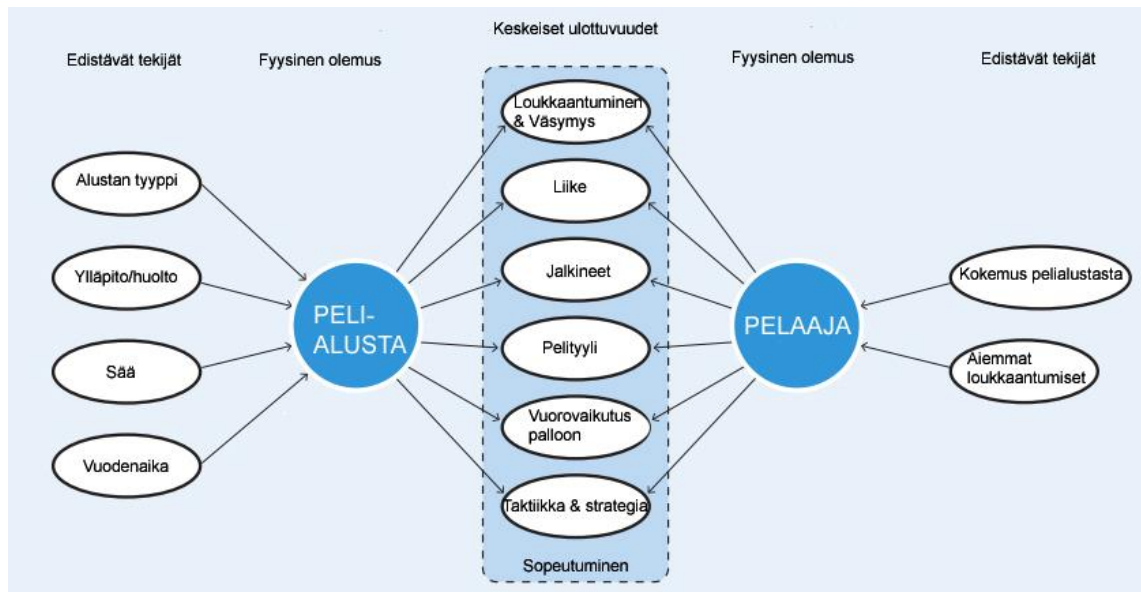 Keskeiset ulottuvuudet
Edistävät tekijät
Fyysinen olemus
Fyysinen olemus
Edistävät tekijät
Alustan tyyppi
Ylläpito/huolto
Sää
Vuodenaika
PELI-
ALUSTA
Loukkaantuminen
& Väsymys
Liike
Jalkineet
Pelityyli
Vuorovaikutus
palloon
Taktiikka & strategia
Sopeutuminen
PELAAJA
Kokemus pelialustasta
Aiemmat
loukkaantumiset